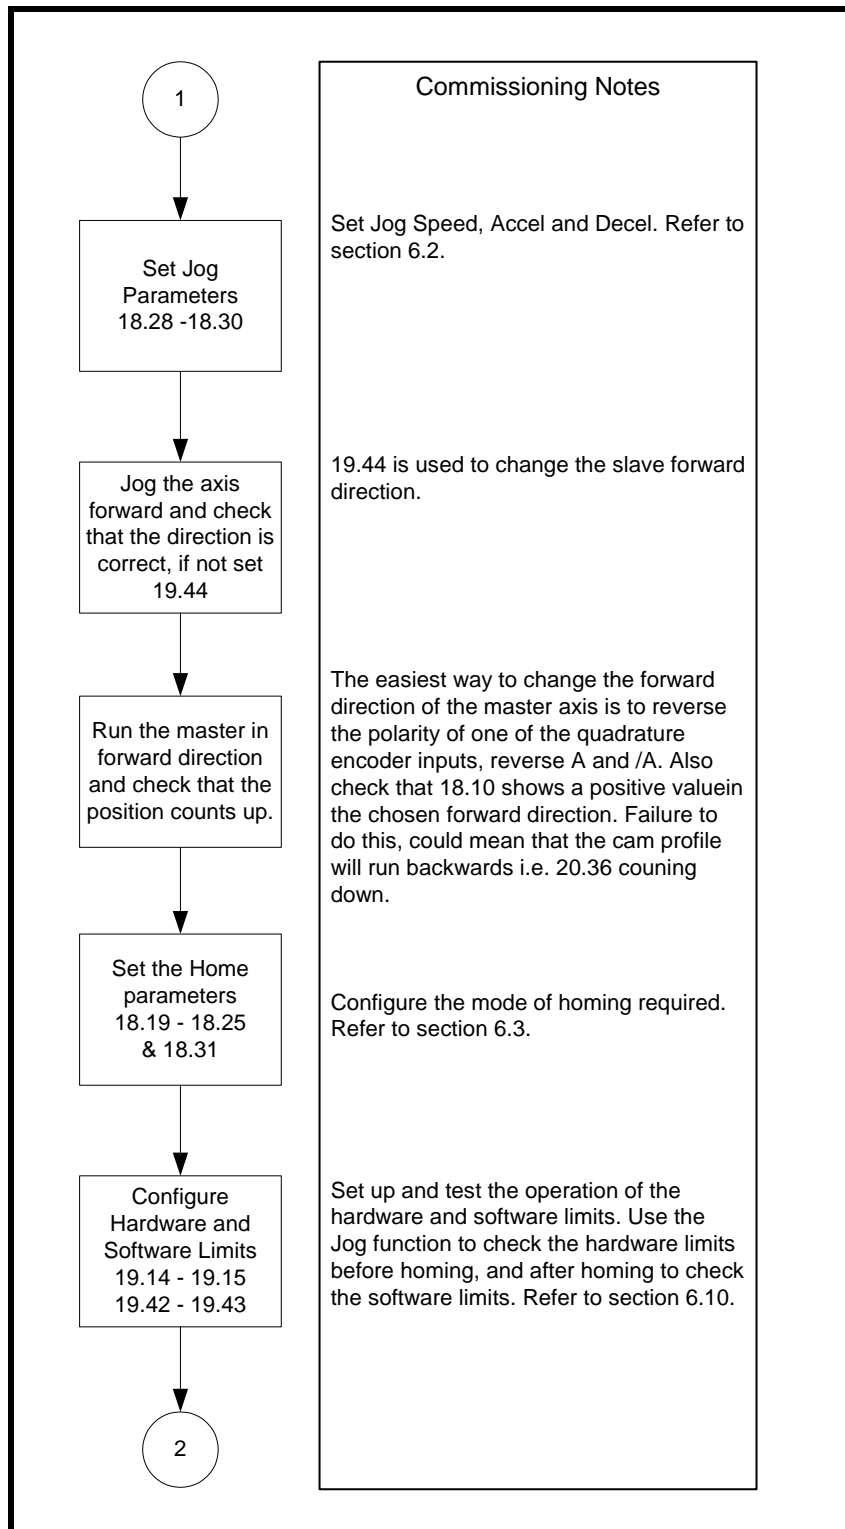 1
Commissioning Notes
Set Jog
Parameters
18.28 -18.30
Set Jog Speed, Accel and Decel. Refer to
section 6.2.
Jog the axis
forward and check
that the direction is
correct, if not set
19.44
19.44 is used to change the slave forward
direction.
Run the master in
forward direction
and check that the
position counts up.
The easiest way to change the forward
direction of the master axis is to reverse
the polarity of one of the quadrature
encoder inputs, reverse A and /A. Also
check that 18.10 shows a positive valuein
the chosen forward direction. Failure to
do this, could mean that the cam profile
will run backwards i.e. 20.36 couning
down.
Set the Home
parameters
18.19 - 18.25
& 18.31
Configure the mode of homing required.
Refer to section 6.3.
Configure
Hardware and
Software Limits
19.14 - 19.15
19.42 - 19.43
Set up and test the operation of the
hardware and software limits. Use the
Jog function to check the hardware limits
before homing, and after homing to check
the software limits. Refer to section 6.10.
2